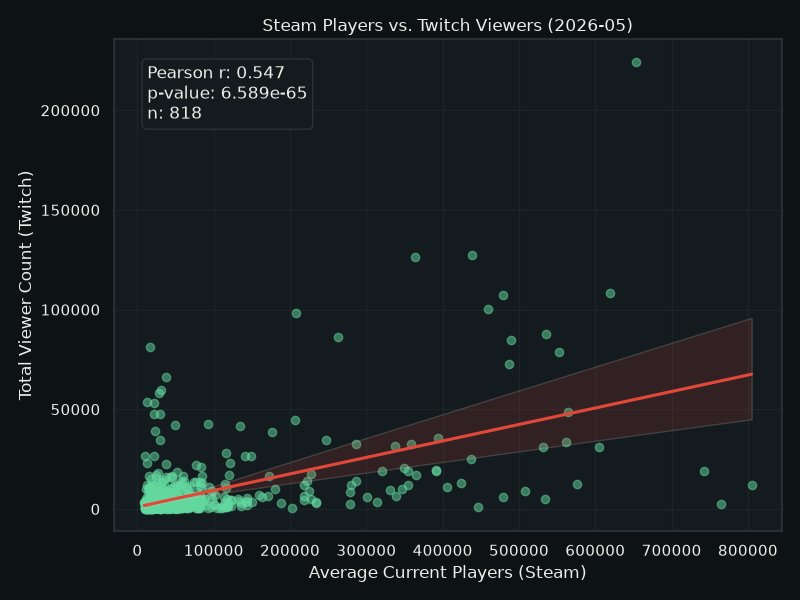 Steam Players vs. Twitch Viewers (2026-05)
Pearson r: 0.547
p-value: 6.589e-65
n: 818
Total Viewer Count (Twitch)
200000
150000
100000
50000
0
0 100000 200000 300000 400000 500000 600000 700000 800000
Average Current Players (Steam)